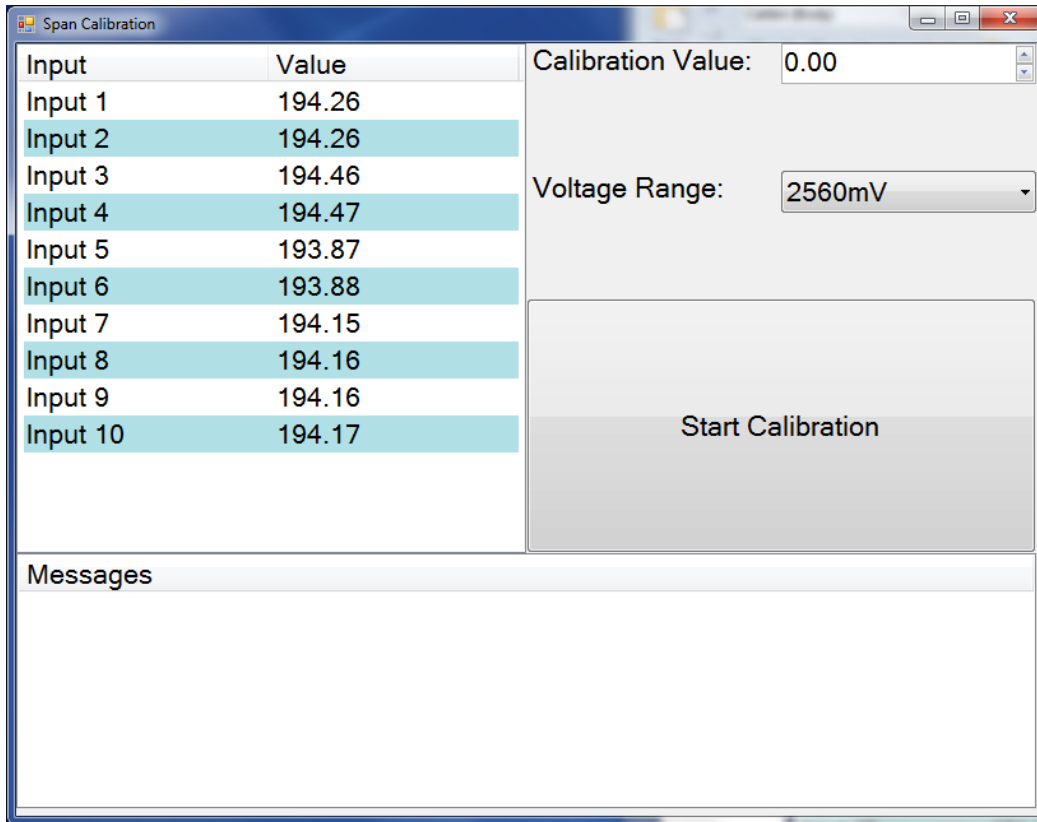 Span Calibration
Input Value
Input 1 194.26
Input 2 194.26
Input 3 194.46
Input 4 194.47
Input 5 193.87
Input 6 193.88
Input 7 194.15
Input 8 194.16
Input 9 194.16
Input 10 194.17
Calibration Value: 0.00
Voltage Range: 2560mV
Start Calibration
Messages